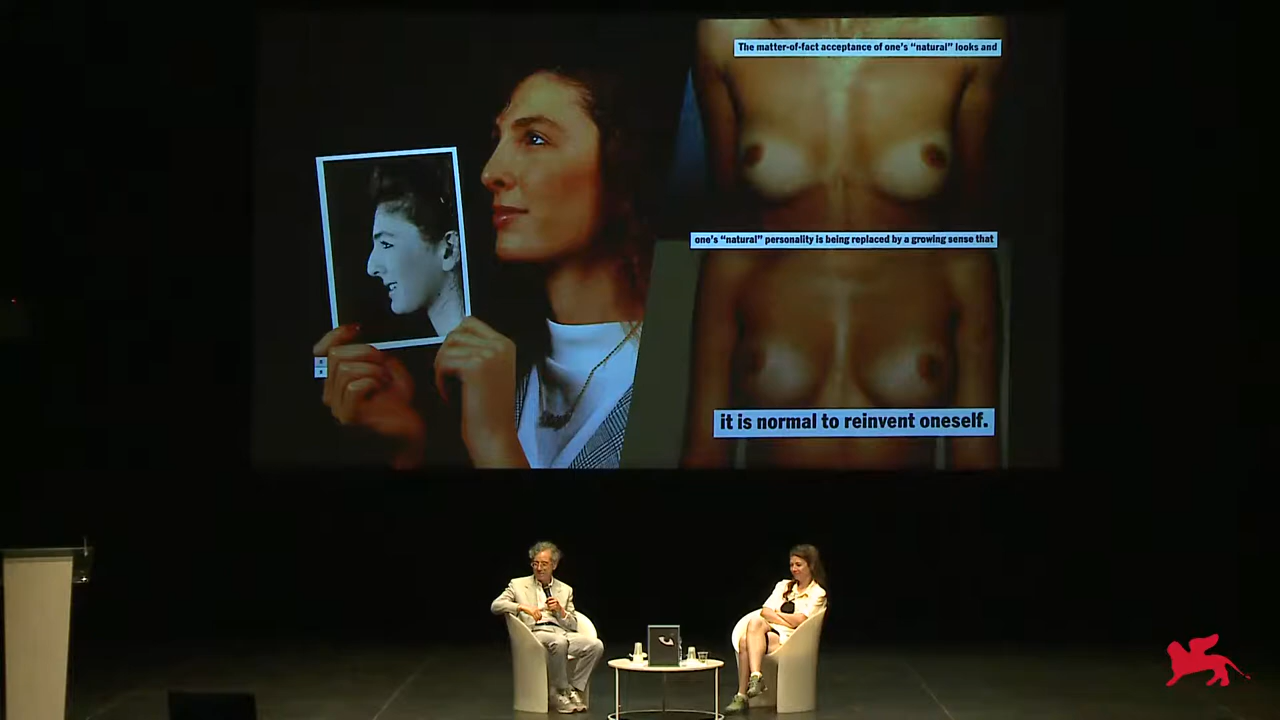 The matter-of-fact acceptance of one's “natural” looks and
one's “natural” personality is being replaced by a growing sense that
it is normal to reinvent oneself.